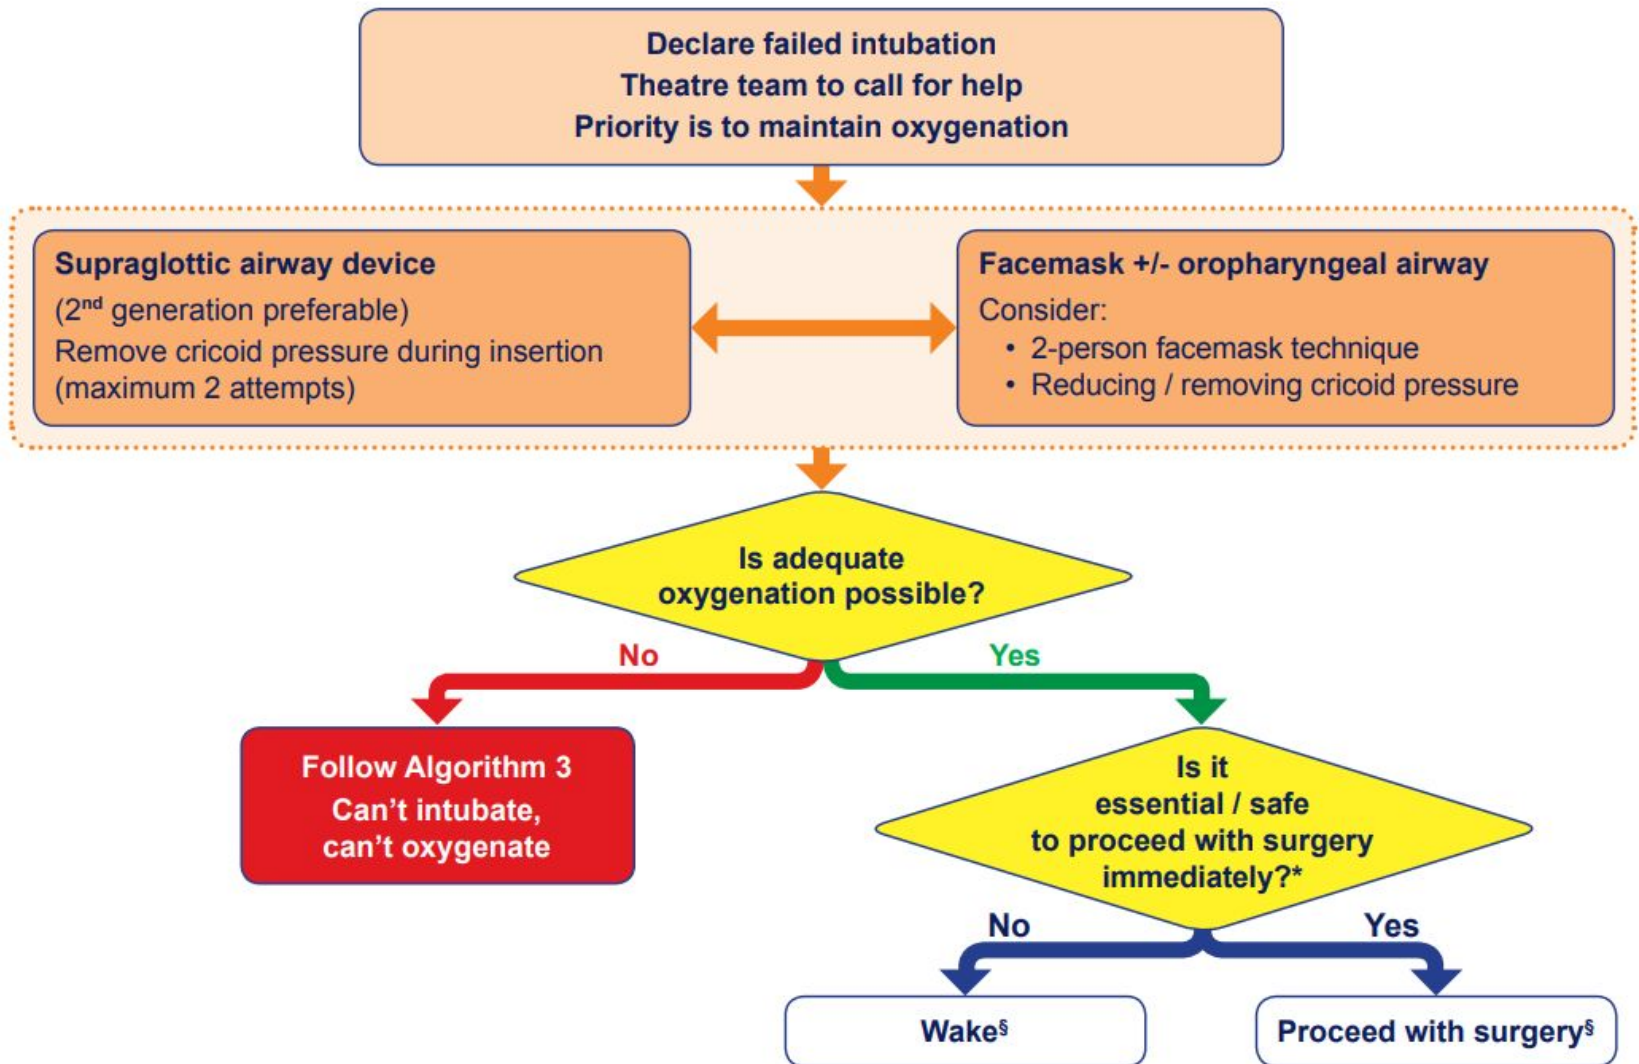 Declare failed intubation
Theatre team to call for help
Priority is to maintain oxygenation
Supraglottic airway device
(2nd generation preferable)
Remove cricoid pressure during insertion
(maximum 2 attempts)
Facemask +/- oropharyngeal airway
Consider:
• 2-person facemask technique
• Reducing / removing cricoid pressure
Is adequate
oxygenation possible?
No
Yes
Follow Algorithm 3
Can’t intubate,
can’t oxygenate
Is it
essential / safe
to proceed with surgery
immediately?*
No
Yes
Wake§
Proceed with surgery§